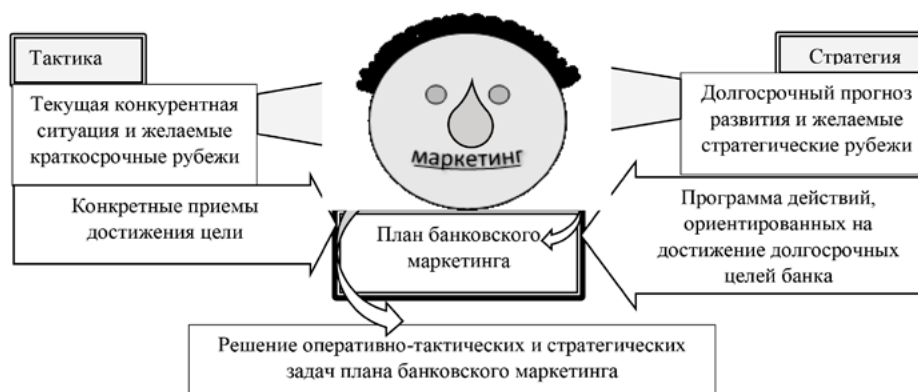 Тактика
Текущая конкурентная
ситуация и желаемые
краткосрочные рубежи
Конкретные приемы
достижения цели
маркетинг
План банковского
маркетинга
Стратегия
Долгосрочный прогноз
развития и желаемые
стратегические рубежи
Программа действий,
ориентированных на
достижение долгосрочных
целей банка
Решение оперативно-тактических и стратегических
задач плана банковского маркетинга